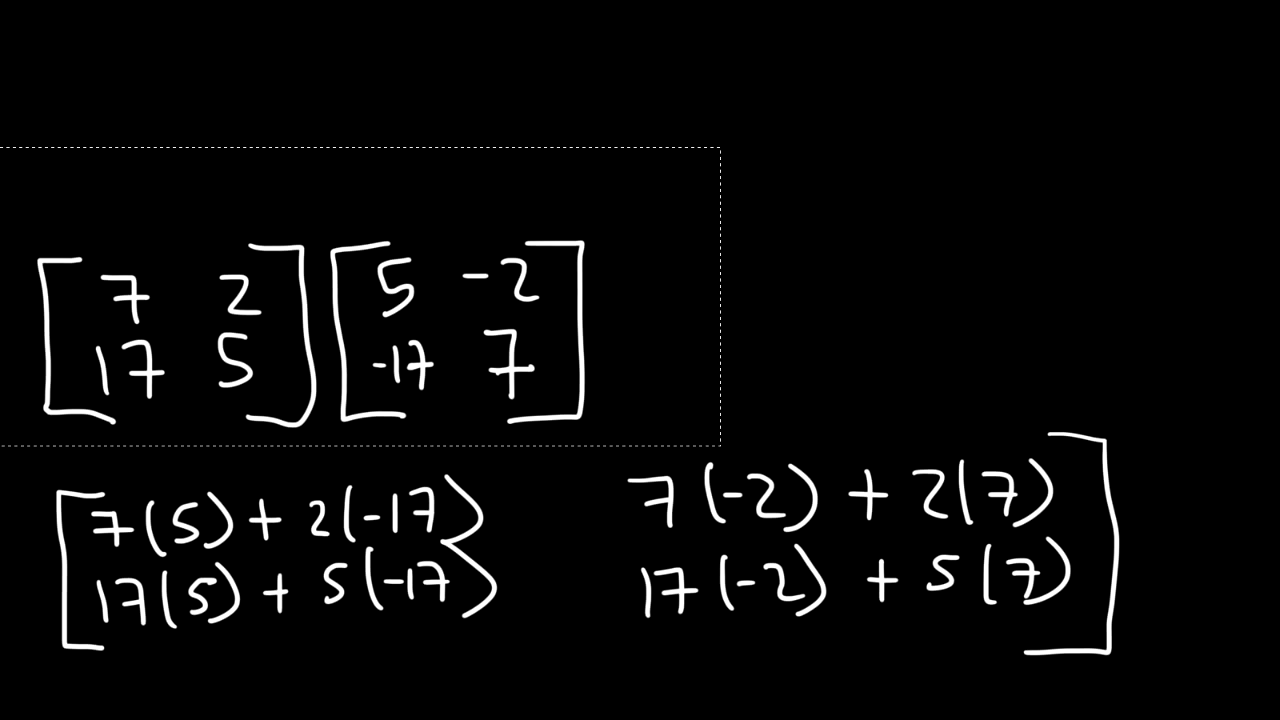 [7 2] [5 -2]
[17 5] [-17 7]
[7(5) + 2(-17) 7(-2) + 2(7)]
[17(5) + 5(-17) 17(-2) + 5(7)]